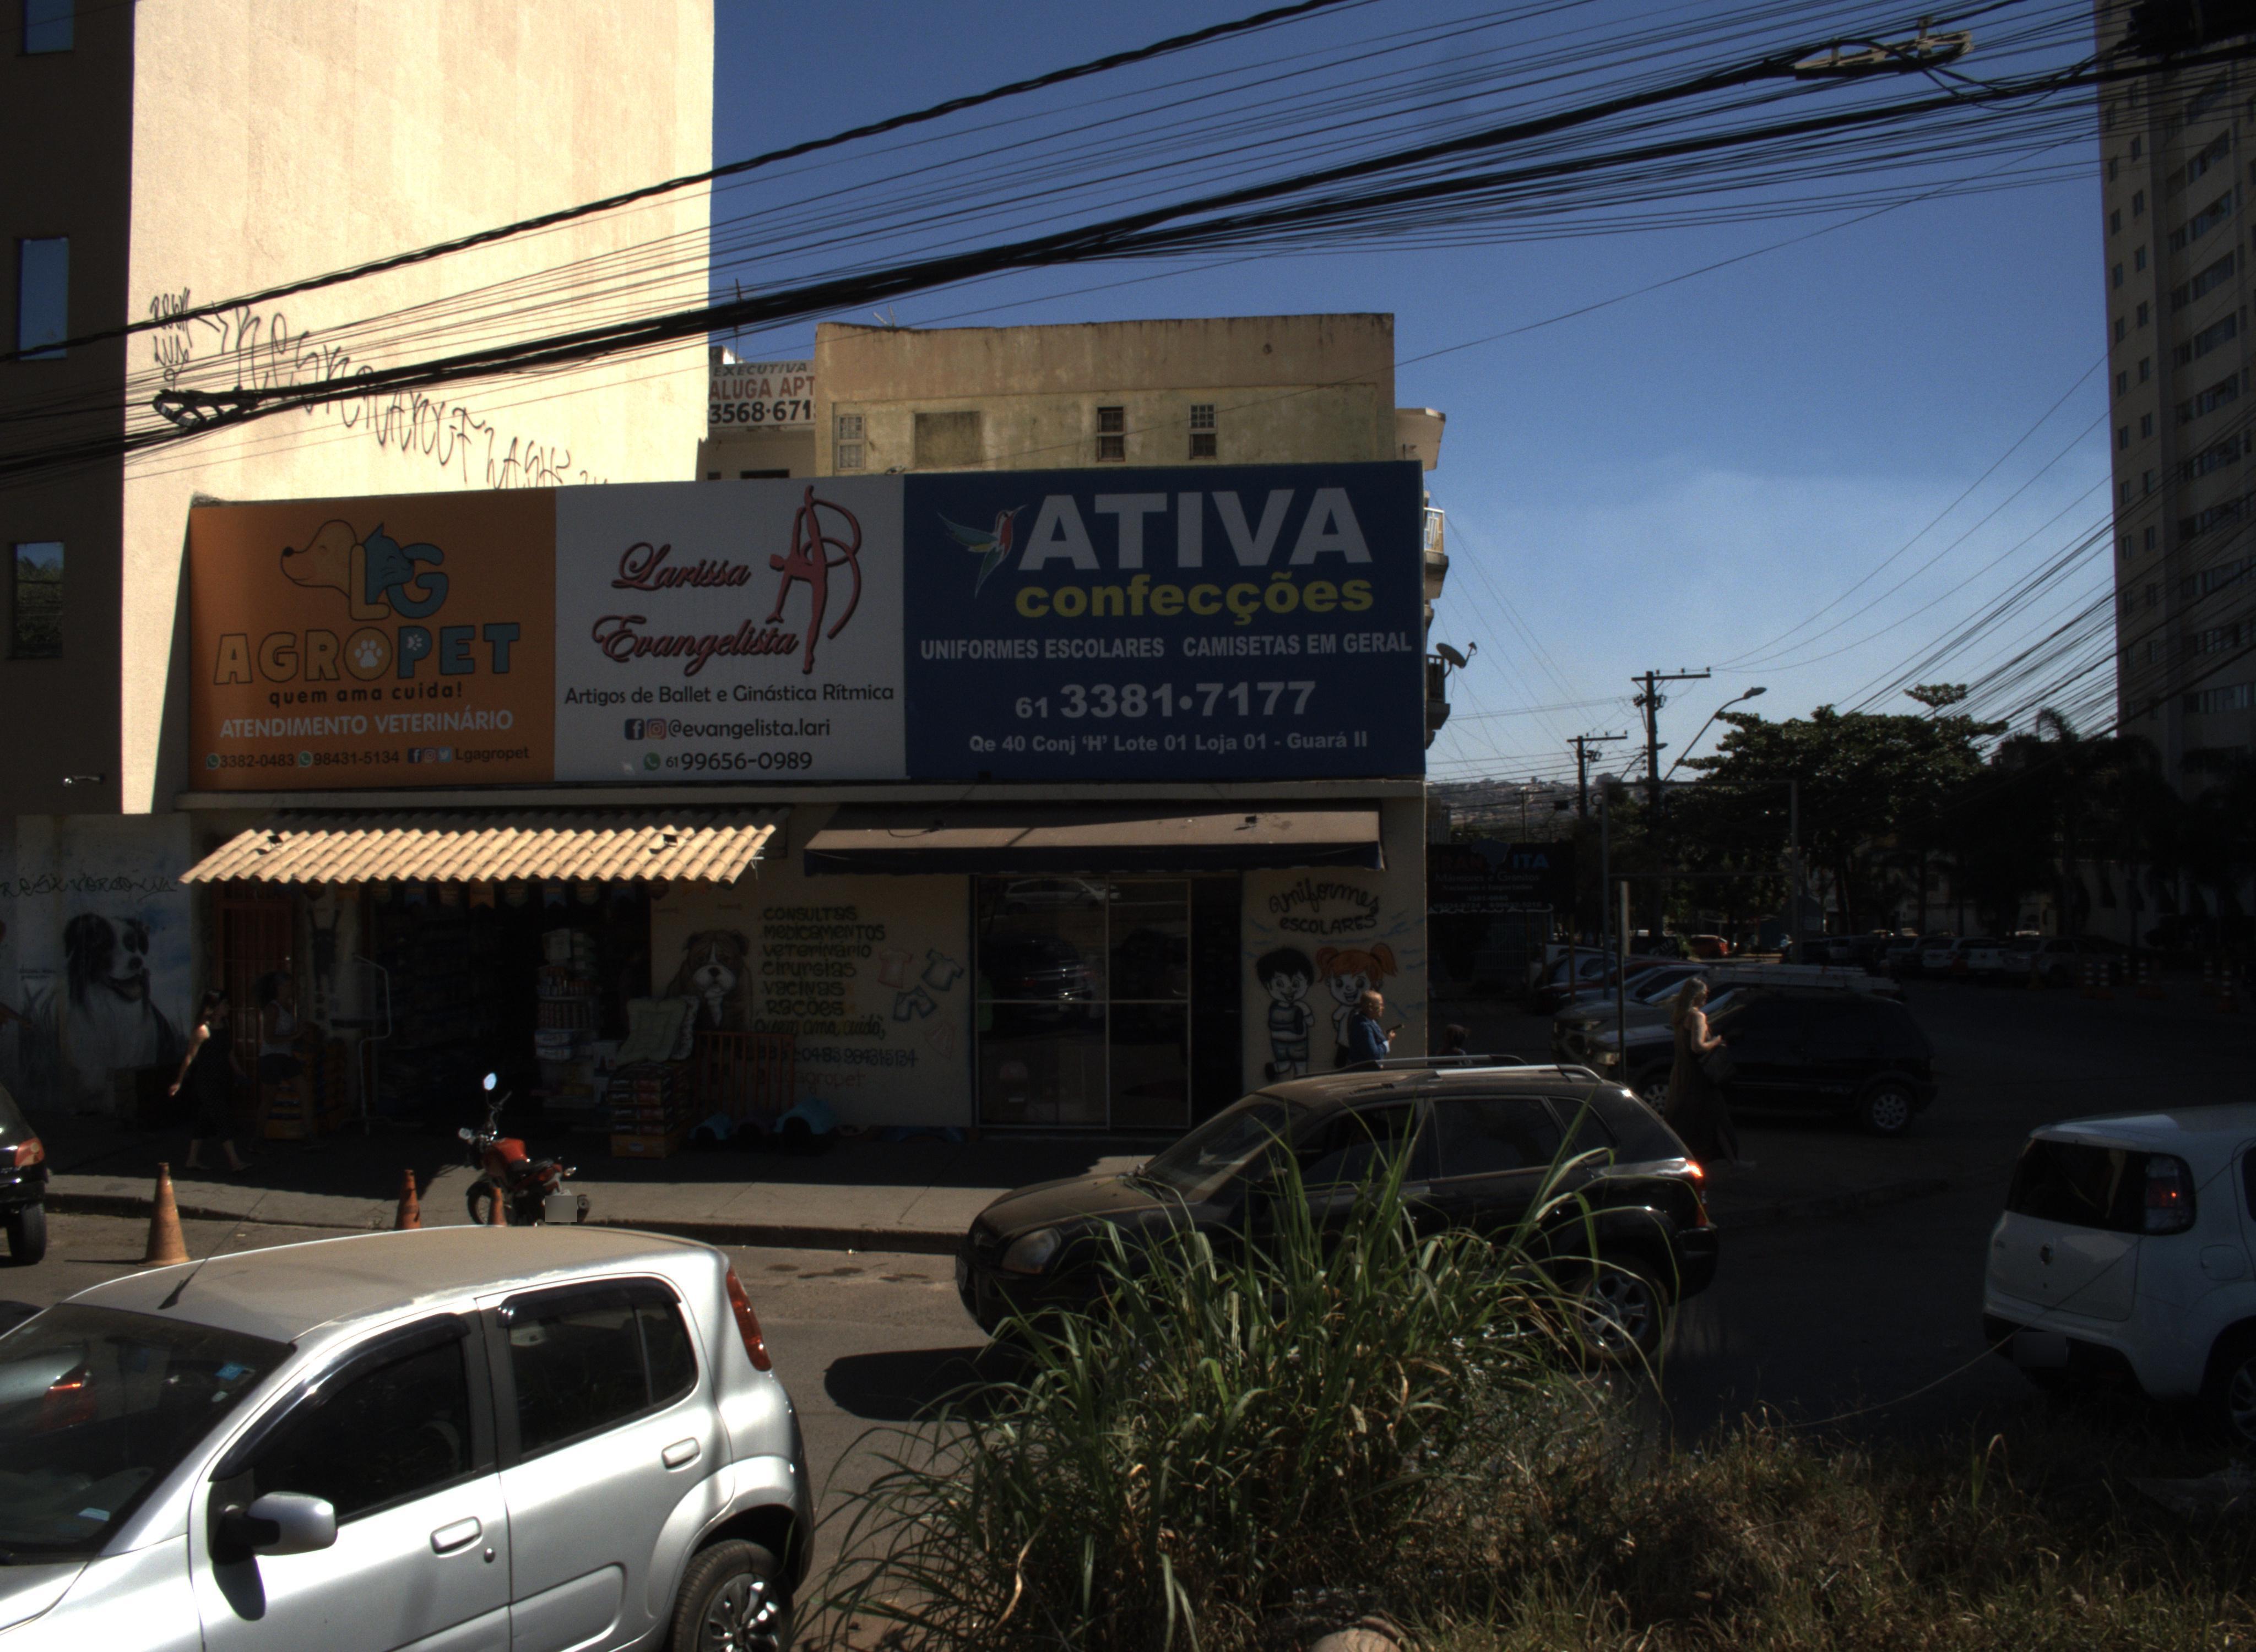 EXECUTIVA
ALUGA APT
3568-671
LG
AGROPET
quem ama cuida!
ATENDIMENTO VETERINÁRIO
3382-0483 98431-5134 Lgagropet
Larissa
Evangelista
Artigos de Ballet e Ginástica Rítmica
@evangelista.lari
61 99656-0989
ATIVA
confecções
UNIFORMES ESCOLARES CAMISETAS EM GERAL
61 3381•7177
Qe 40 Conj 'H' Lote 01 Loja 01 - Guará II
CONSULTAS
MEDICAMENTOS
VETERINÁRIO
CIRURGIAS
VACINAS
RAÇÕES
Quem ama, cuida,
Lgagropet
Uniformes
ESCOLARES
ITA